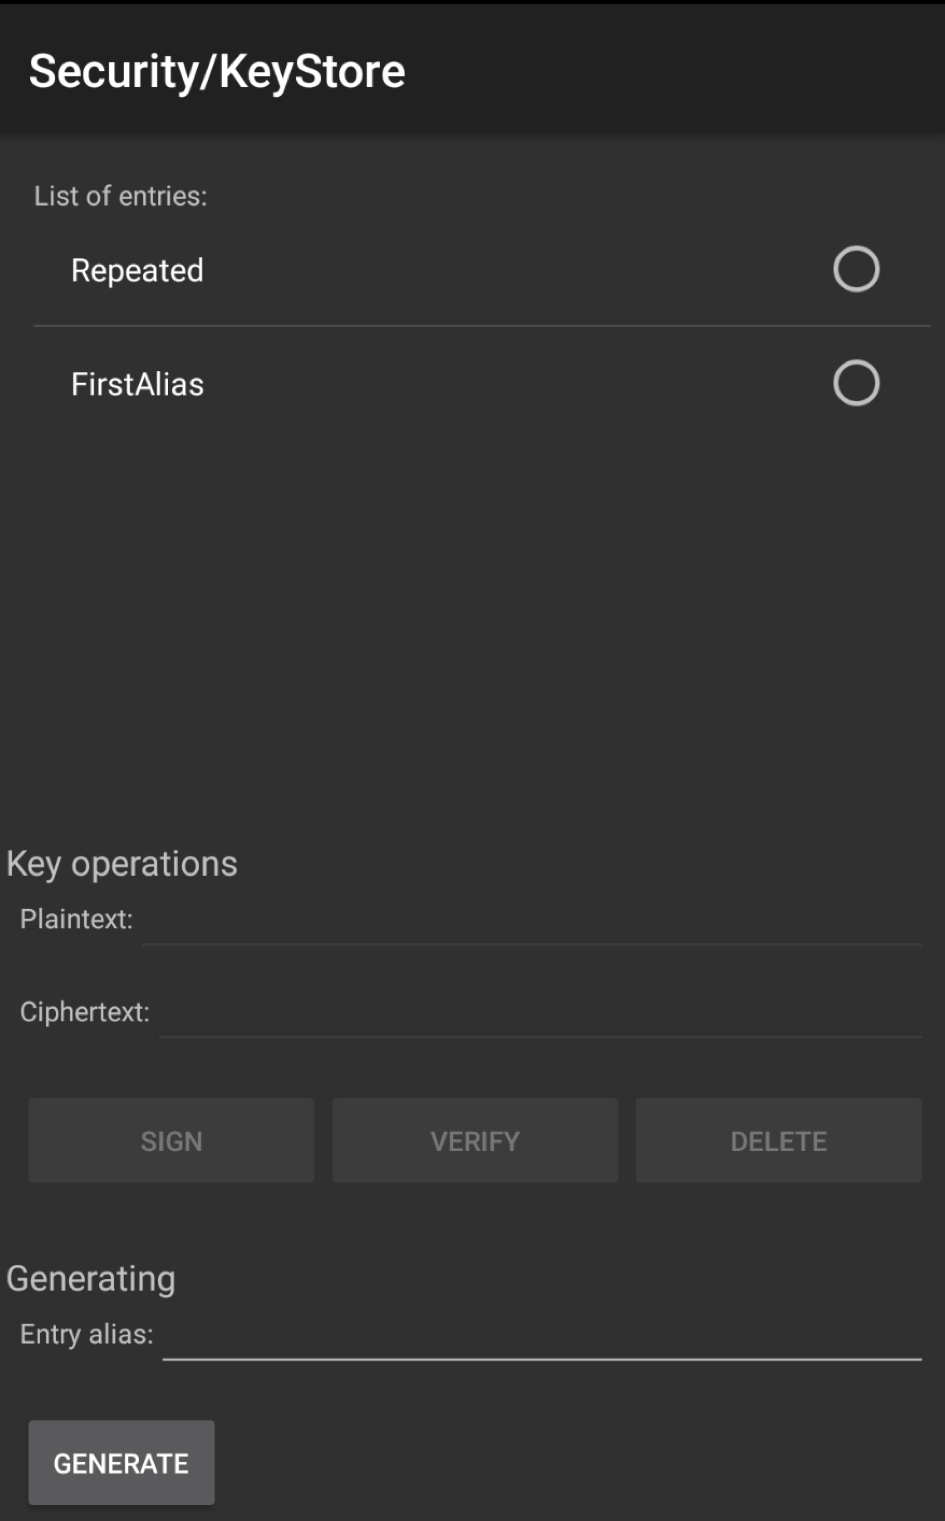 Security/KeyStore
List of entries:
Repeated
FirstAlias
Key operations
Plaintext:
Ciphertext:
SIGN VERIFY DELETE
Generating
Entry alias:
GENERATE